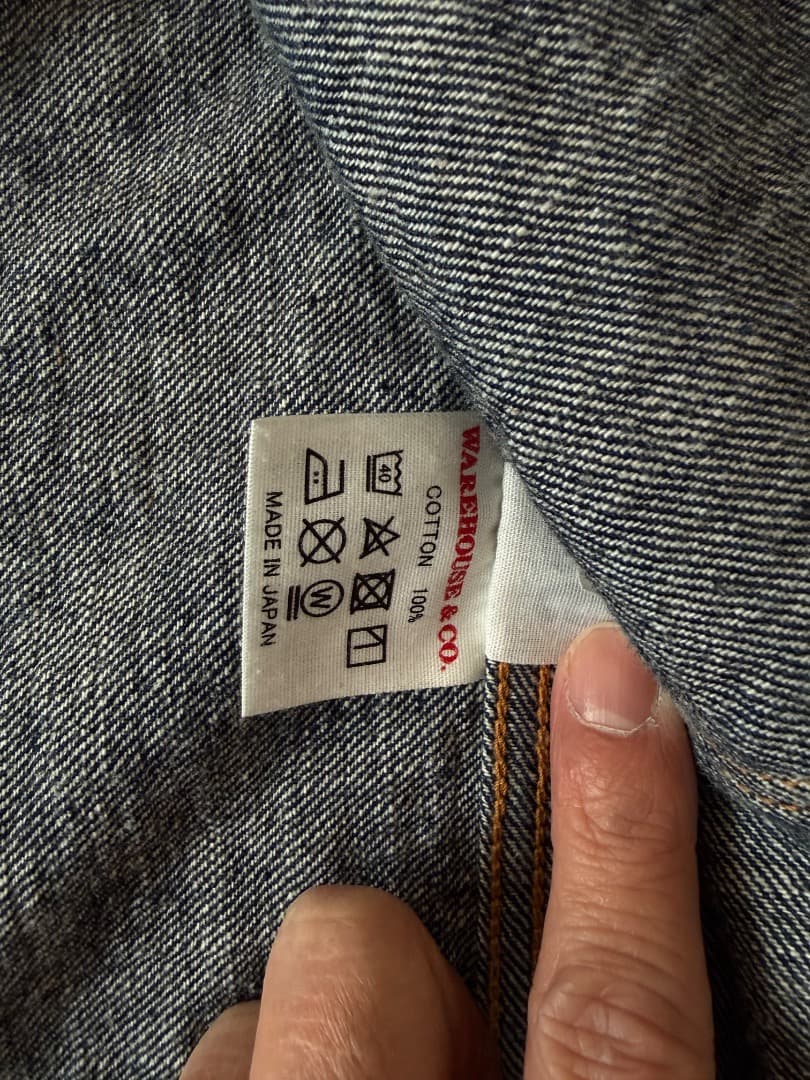 WAREHOUSE & CO.
COTTON 100%
40
W
MADE IN JAPAN